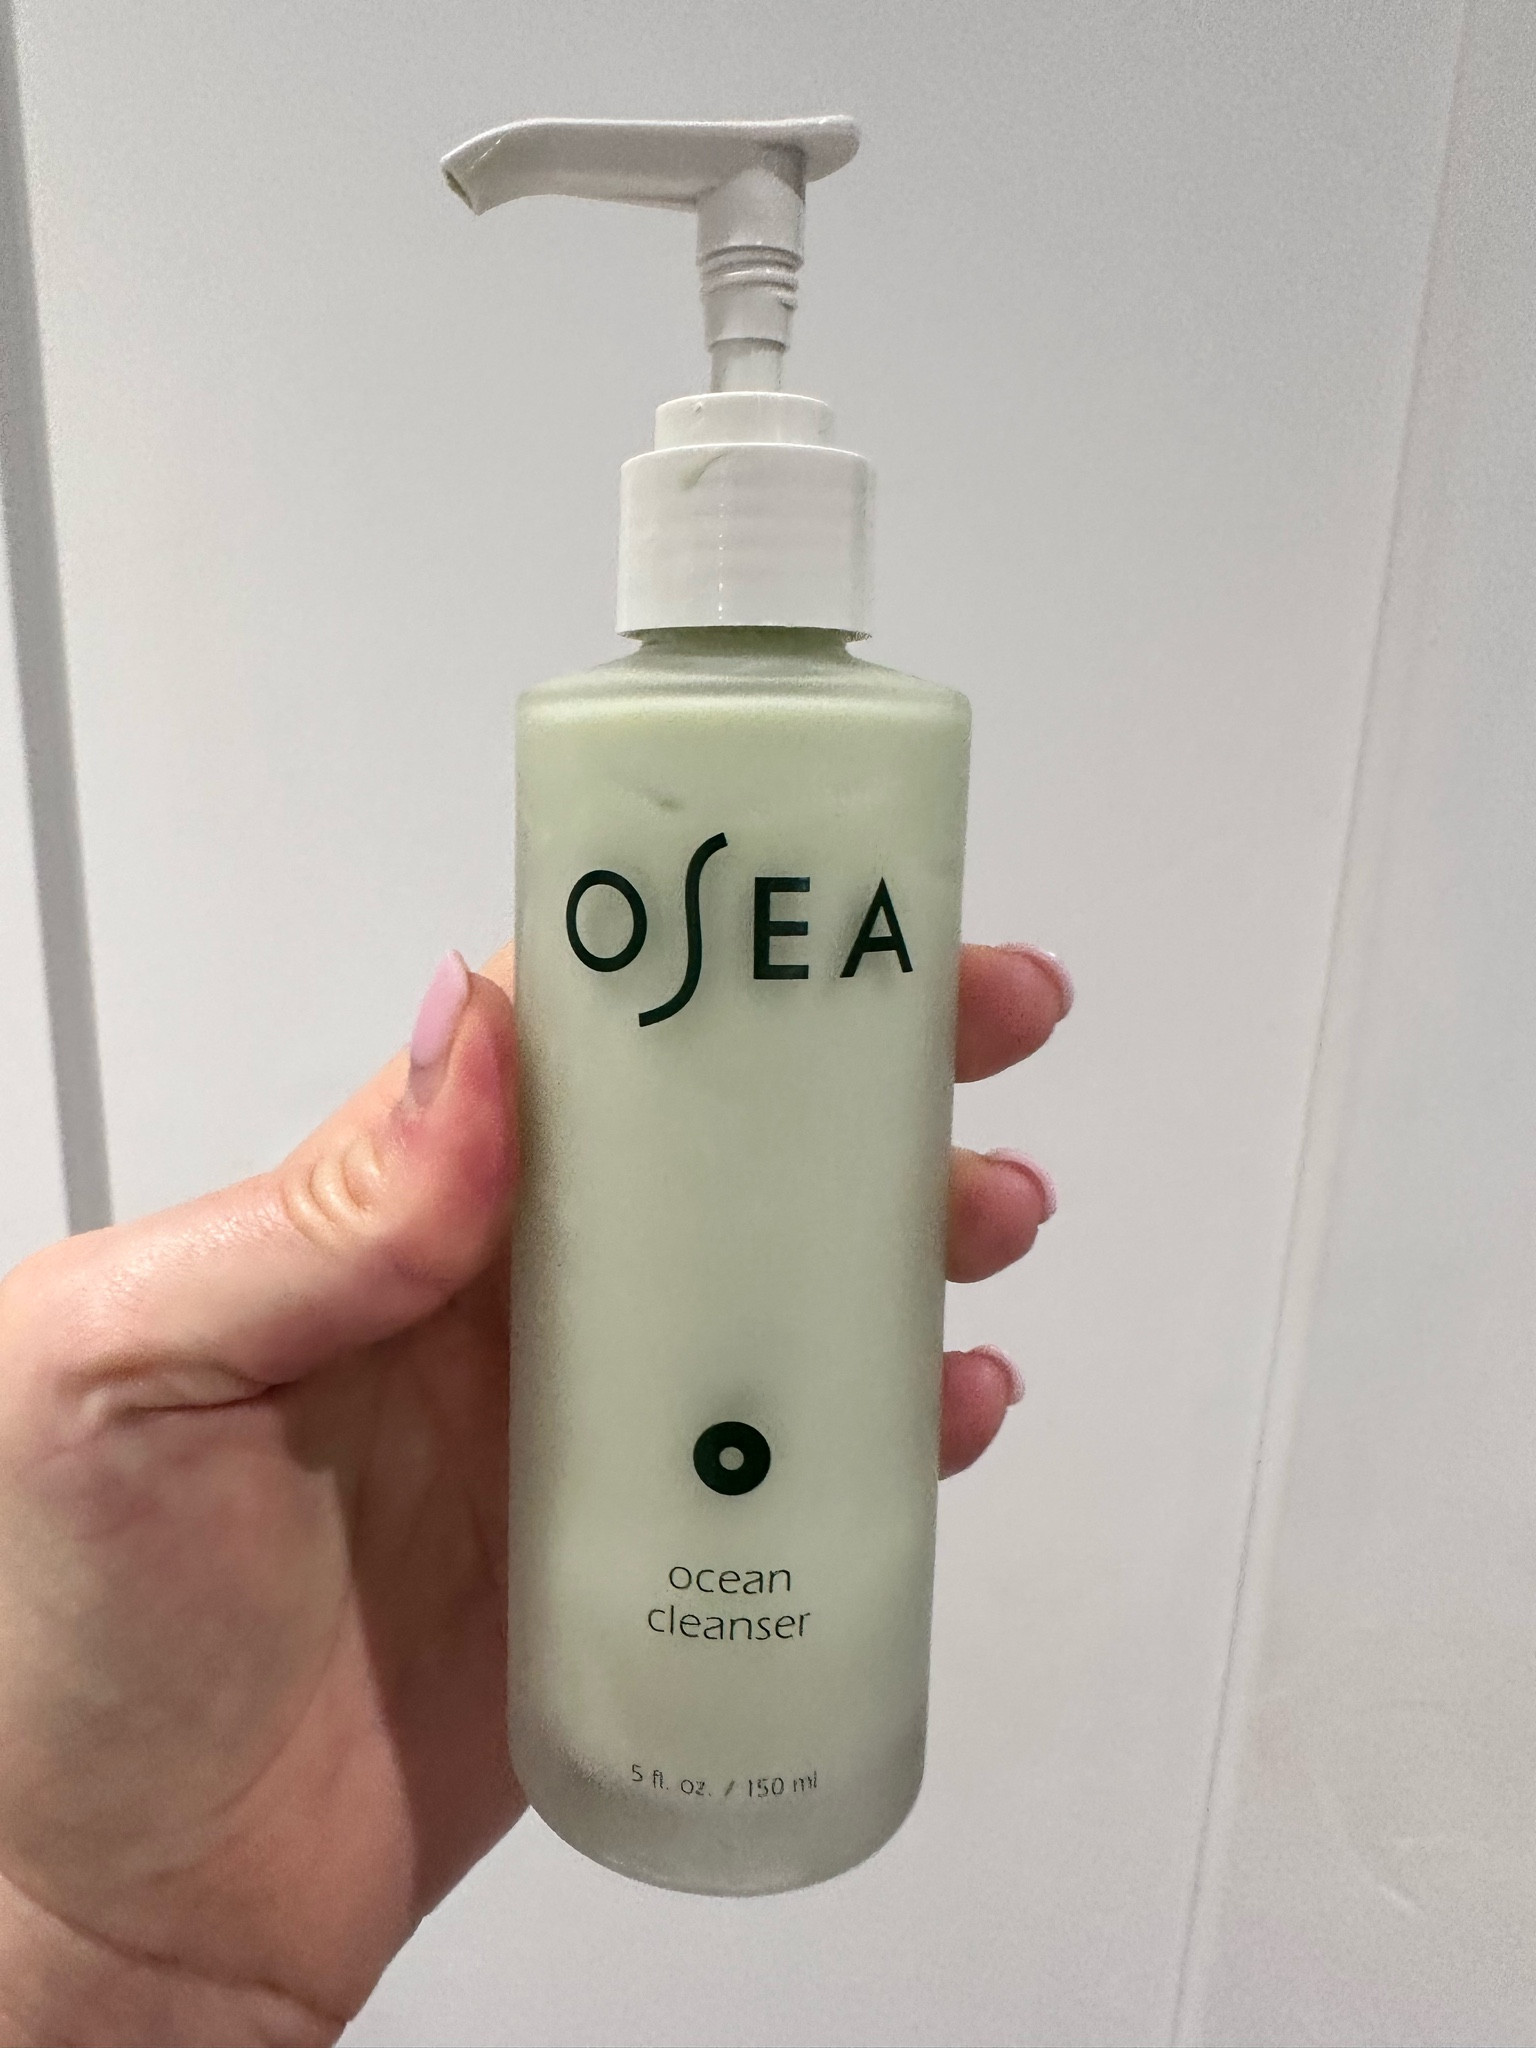 OSEA
ocean
cleanser
5 fl. oz. / 150 ml